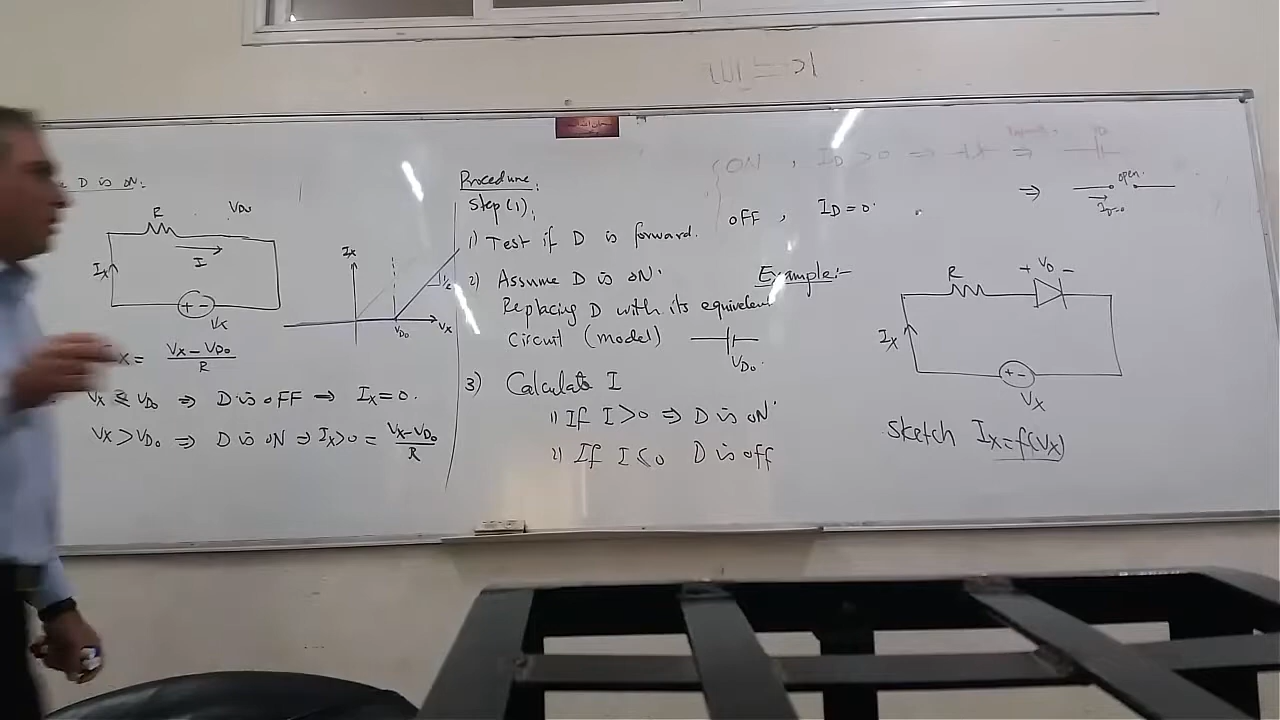 D is ON:
R
VDo
I
Ix
+ -
Vx
Ix
1/R
VDo
Vx
x = Vx - VDo / R
Vx ≤ VDo ⇒ D is OFF → Ix = 0.
Vx > VDo ⇒ D is ON ⇒ Ix > 0 = Vx - VDo / R
Procedure:
Step (1):
1) Test if D is forward.
2) Assume D is ON.
Replacing D with its equivalent
Circuit (model)
VDo.
3) Calculate I
1) If I > 0 ⇒ D is ON
2) If I ≤ 0 D is off
ON , ID > 0 ⇒ ⇒
VD
OFF , ID = 0.
⇒ open.
ID=0
Example:-
R
+ VD -
Ix
+ -
Vx
Sketch Ix = f(Vx)